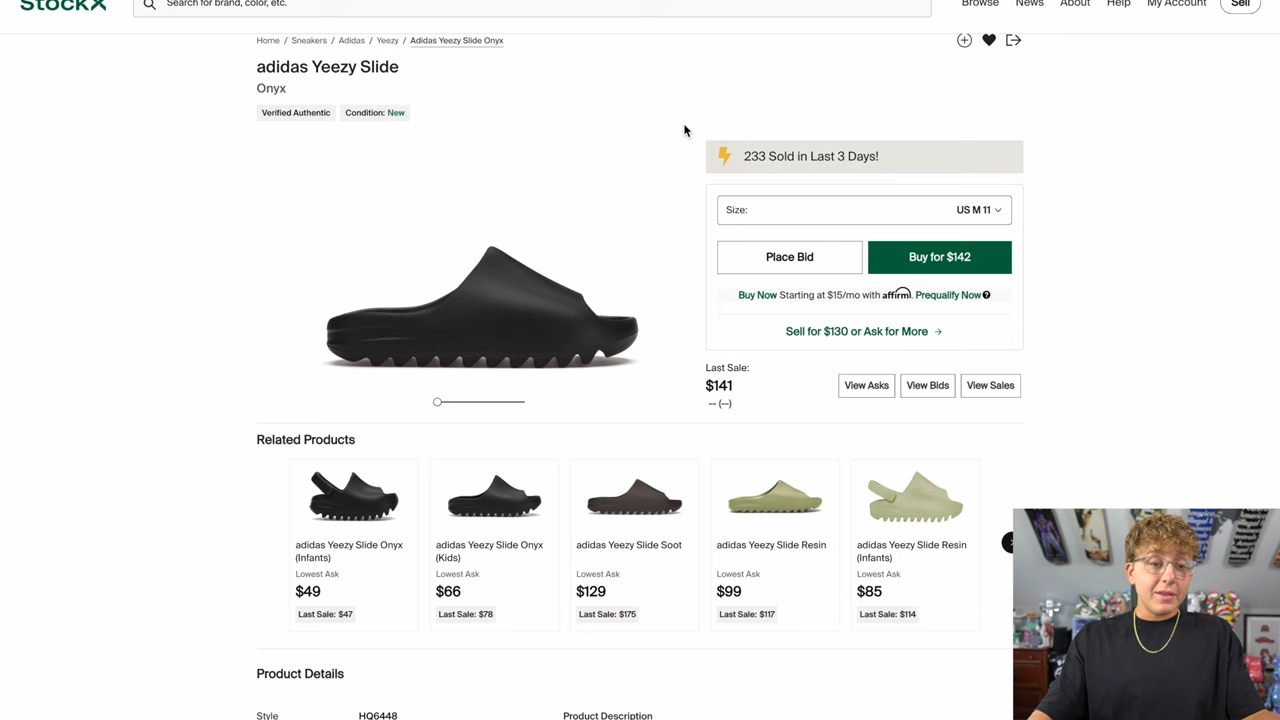 StockX
Search for brand, color, etc.
Browse News About Help My Account Sell
Home / Sneakers / Adidas / Yeezy / Adidas Yeezy Slide Onyx
adidas Yeezy Slide
Onyx
Verified Authentic Condition: New
233 Sold in Last 3 Days!
Size: US M 11
Place Bid Buy for $142
Buy Now Starting at $15/mo with affirm. Prequalify Now
Sell for $130 or Ask for More →
Last Sale:
$141
-- (--)
View Asks View Bids View Sales
Related Products
adidas Yeezy Slide Onyx
(Infants)
Lowest Ask
$49
Last Sale: $47
adidas Yeezy Slide Onyx
(Kids)
Lowest Ask
$66
Last Sale: $78
adidas Yeezy Slide Soot
Lowest Ask
$129
Last Sale: $175
adidas Yeezy Slide Resin
Lowest Ask
$99
Last Sale: $117
adidas Yeezy Slide Resin
(Infants)
Lowest Ask
$85
Last Sale: $114
Product Details
Style HQ6448 Product Description